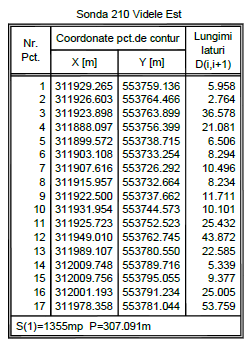 Sonda 210 Videle Est
Nr. Pct. Coordonate pct.de contur Lungimi laturi D(i,i+1)
X [m] Y [m]
1 311929.265 553759.136 5.958
2 311926.603 553764.466 2.764
3 311923.898 553763.899 36.578
4 311888.097 553756.399 21.081
5 311899.572 553738.715 6.506
6 311903.108 553733.254 8.294
7 311907.616 553726.292 10.496
8 311915.957 553732.664 8.234
9 311922.500 553737.662 11.711
10 311931.954 553744.573 10.101
11 311925.723 553752.523 25.432
12 311949.010 553762.745 43.872
13 311989.107 553780.550 22.585
14 312009.748 553789.716 5.339
15 312009.756 553795.055 9.377
16 312001.193 553791.234 25.005
17 311978.358 553781.044 53.759
S(1)=1355mp P=307.091m